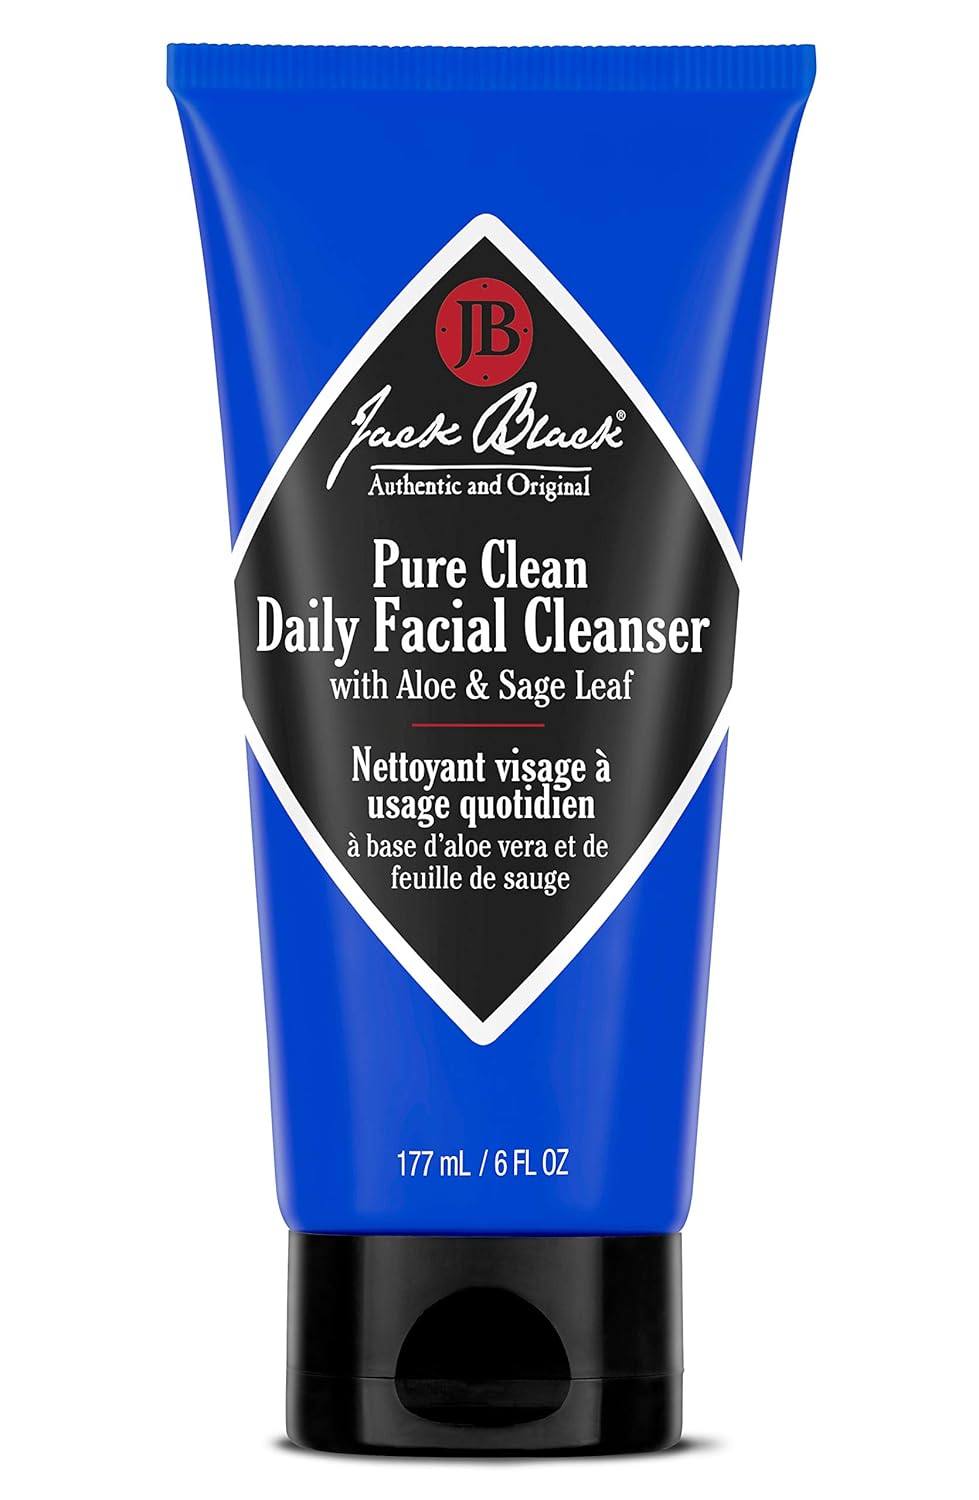 JB
Jack Black®
Authentic and Original
Pure Clean
Daily Facial Cleanser
with Aloe & Sage Leaf
Nettoyant visage à
usage quotidien
à base d'aloe vera et de
feuille de sauge
177 mL / 6 FL OZ